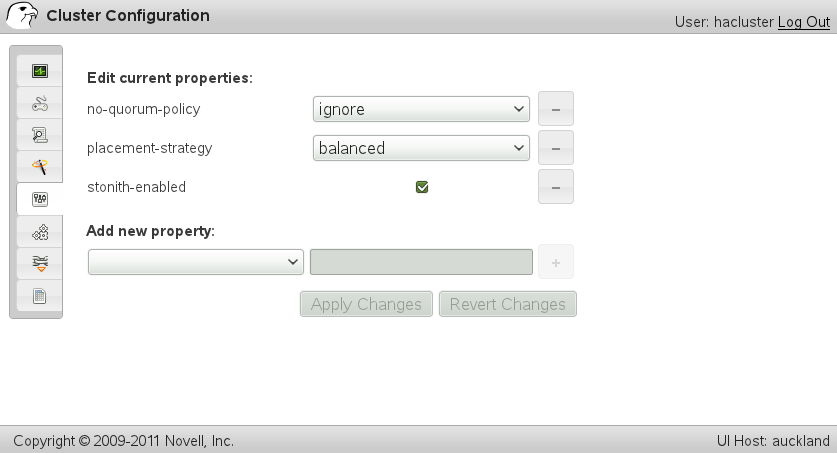 Cluster Configuration
User: hacluster Log Out
Edit current properties:
no-quorum-policy ignore
placement-strategy balanced
stonith-enabled
Add new property:
Apply Changes Revert Changes
Copyright © 2009-2011 Novell, Inc. UI Host: auckland